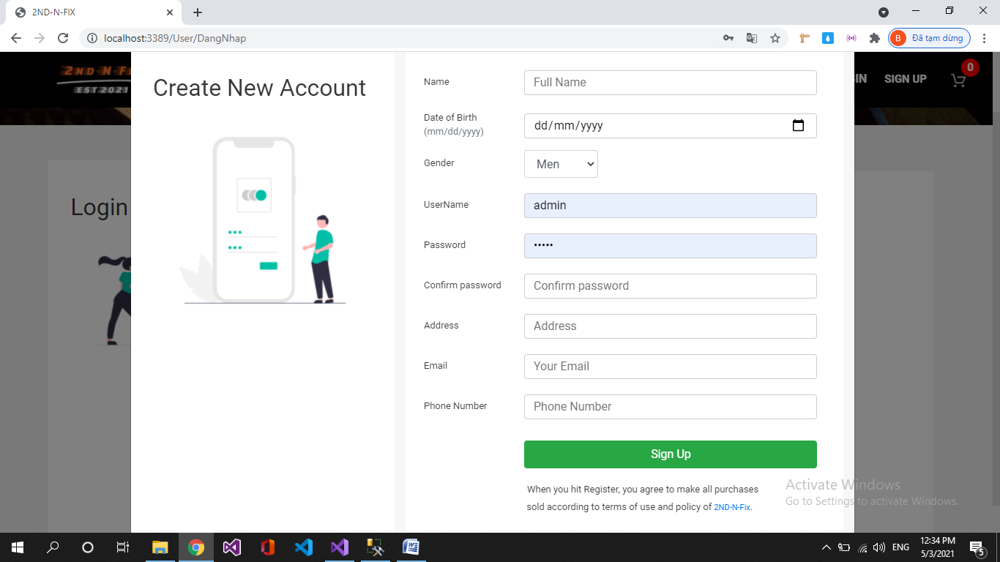 2ND-N-FIX
localhost:3389/User/DangNhap
B Đã tạm dừng
EST 2021
SIGN UP
0
Create New Account
Login
Name
Full Name
Date of Birth
(mm/dd/yyyy)
dd/mm/yyyy
Gender
Men
UserName
admin
Password
•••••
Confirm password
Confirm password
Address
Address
Email
Your Email
Phone Number
Phone Number
Sign Up
When you hit Register, you agree to make all purchases
sold according to terms of use and policy of 2ND-N-Fix.
Activate Windows
Go to Settings to activate Windows.
ENG
12:34 PM
5/3/2021
5